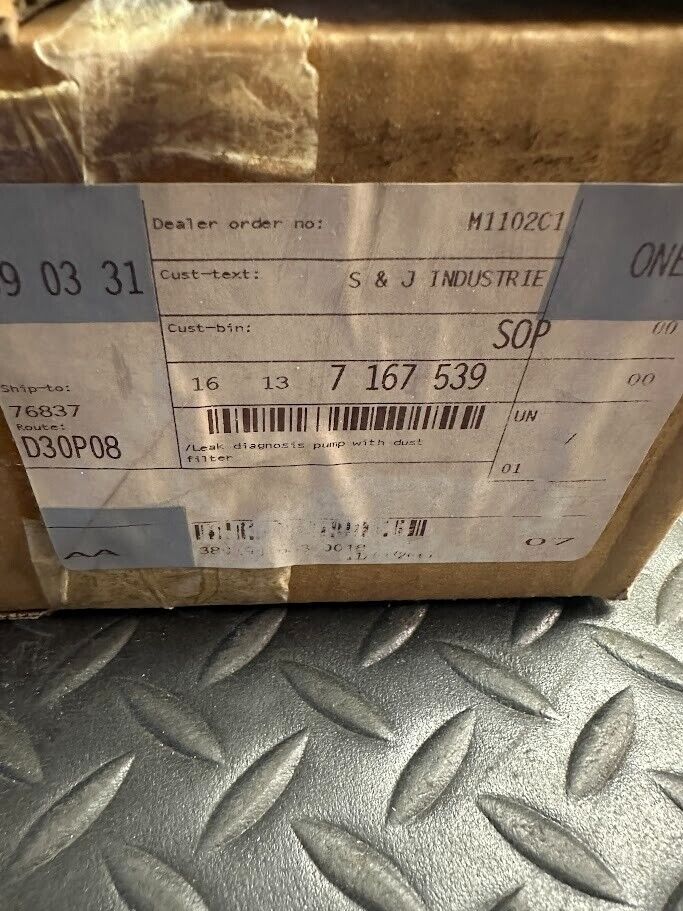 Dealer order no: M1102C1
9 03 31
Cust-text: S & J INDUSTRIE
ONE
Cust-bin: SOP
00
Ship-to:
76837
Route:
D30P08
16 13 7 167 539
00
/Leak diagnosis pump with dust
filter
UN
/
01
AA
07